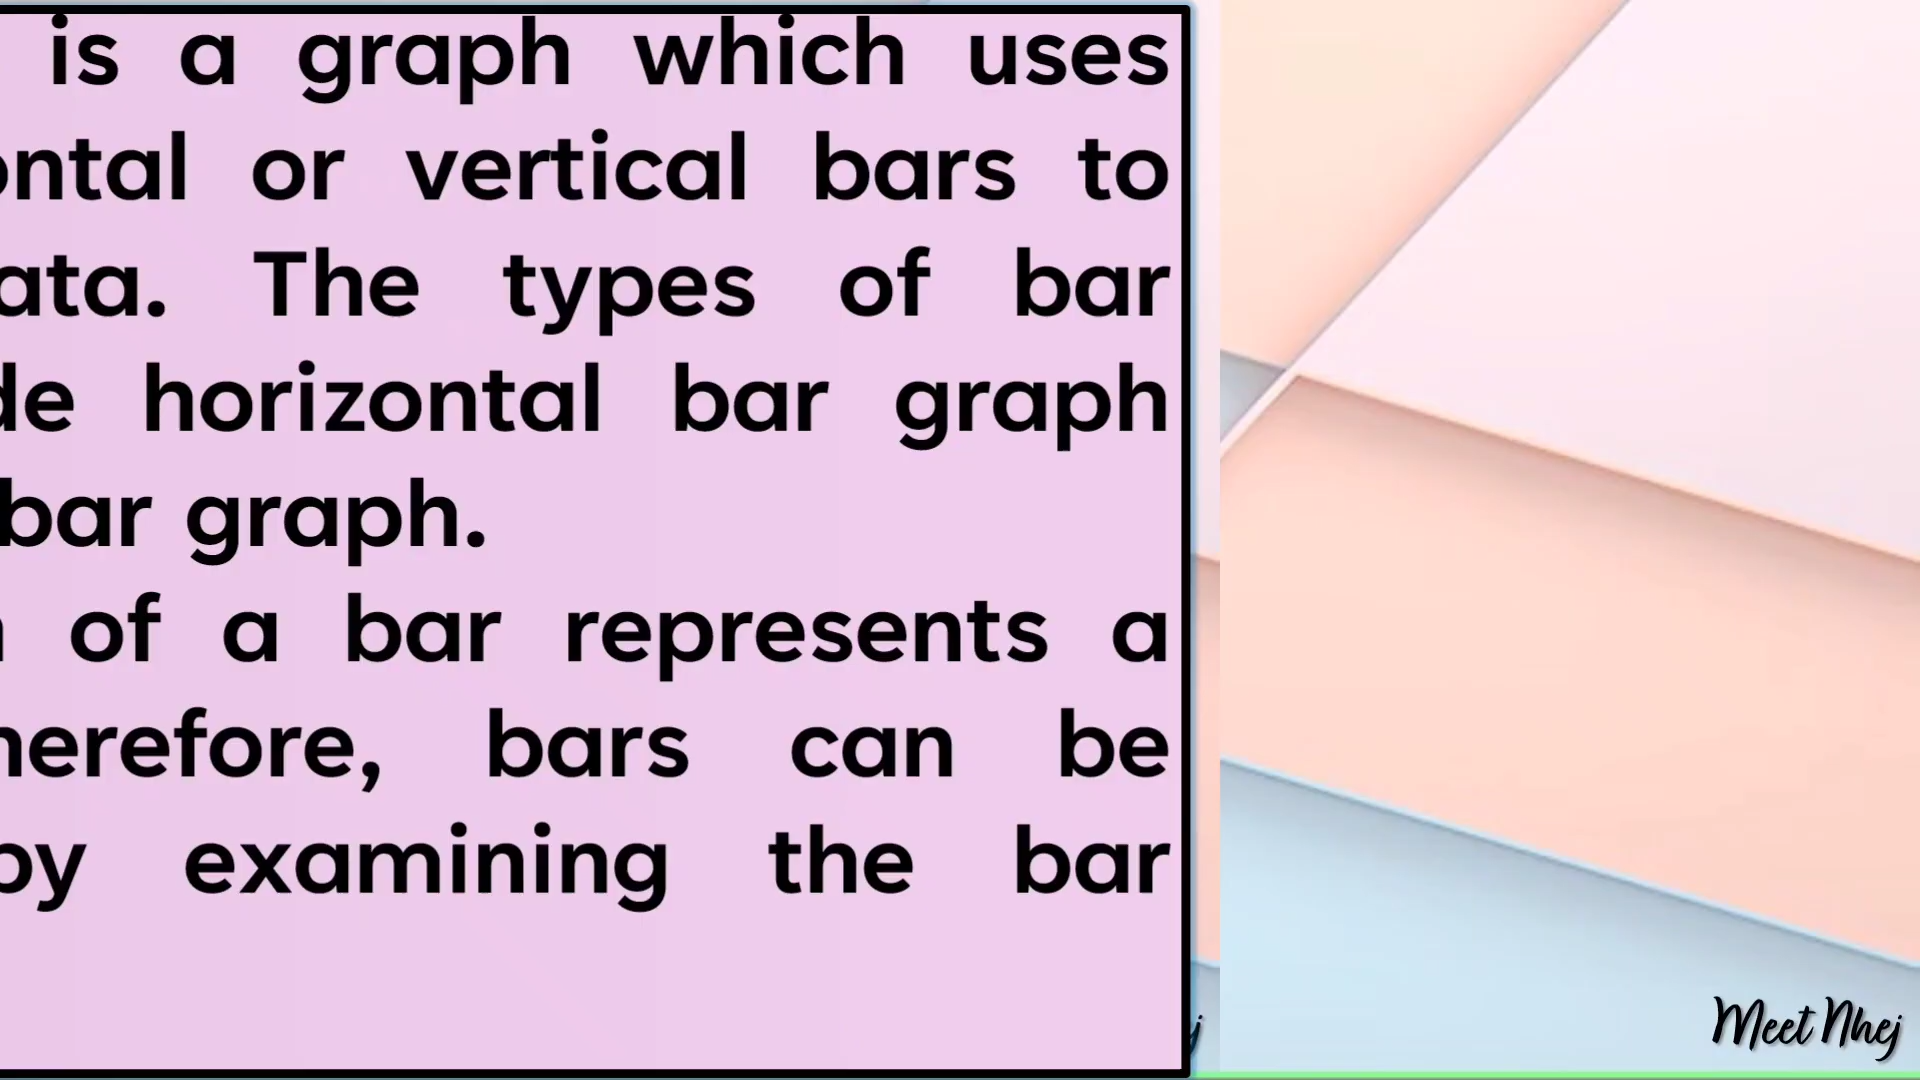 is a graph which uses
ontal or vertical bars to
ata. The types of bar
de horizontal bar graph
bar graph.
of a bar represents a
herefore, bars can be
by examining the bar
Meet Nhej